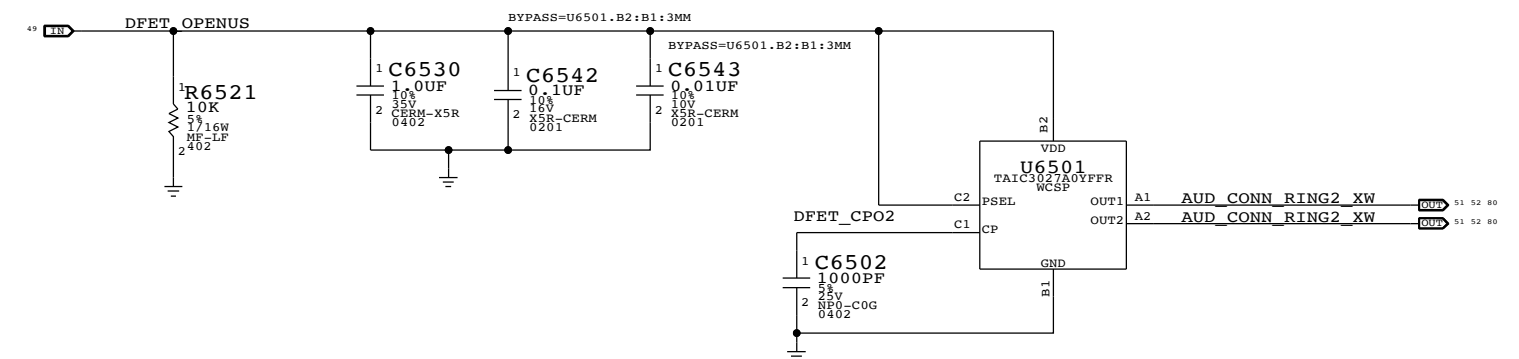 DFET_OPENUS
BYPASS=U6501.B2:B1:3MM
49 IN
BYPASS=U6501.B2:B1:3MM
1 R6521
10K
5%
1/16W
MF-LF
2 402
1 C6530
1.0UF
10%
35V
2 CERM-X5R
0402
1 C6542
0.1UF
10%
16V
2 X5R-CERM
0201
1 C6543
0.01UF
10%
10V
2 X5R-CERM
0201
B2
VDD
U6501
TAIC3027A0YFFR
WCSP
C2 PSEL
OUT1 A1 AUD_CONN_RING2_XW OUT 51 52 80
OUT2 A2 AUD_CONN_RING2_XW OUT 51 52 80
DFET_CPO2
C1 CP
GND
B1
1 C6502
1000PF
5%
25V
2 NP0-C0G
0402